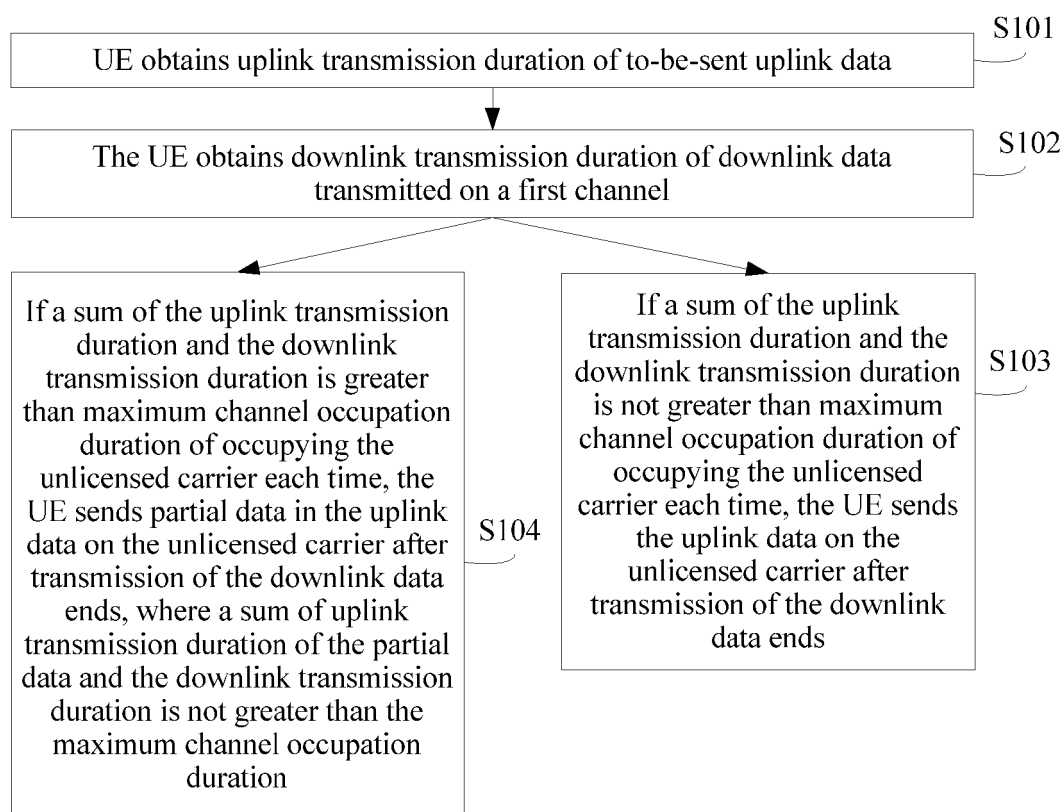 S101
UE obtains uplink transmission duration of to-be-sent uplink data
S102
The UE obtains downlink transmission duration of downlink data
transmitted on a first channel
If a sum of the uplink transmission
duration and the downlink
transmission duration is greater
than maximum channel occupation
duration of occupying the
unlicensed carrier each time, the
UE sends partial data in the uplink
data on the unlicensed carrier after
transmission of the downlink data
ends, where a sum of uplink
transmission duration of the partial
data and the downlink transmission
duration is not greater than the
maximum channel occupation
duration
S104
If a sum of the uplink
transmission duration and the
downlink transmission duration
is not greater than maximum
channel occupation duration of
occupying the unlicensed
carrier each time, the UE sends
the uplink data on the
unlicensed carrier after
transmission of the downlink
data ends
S103